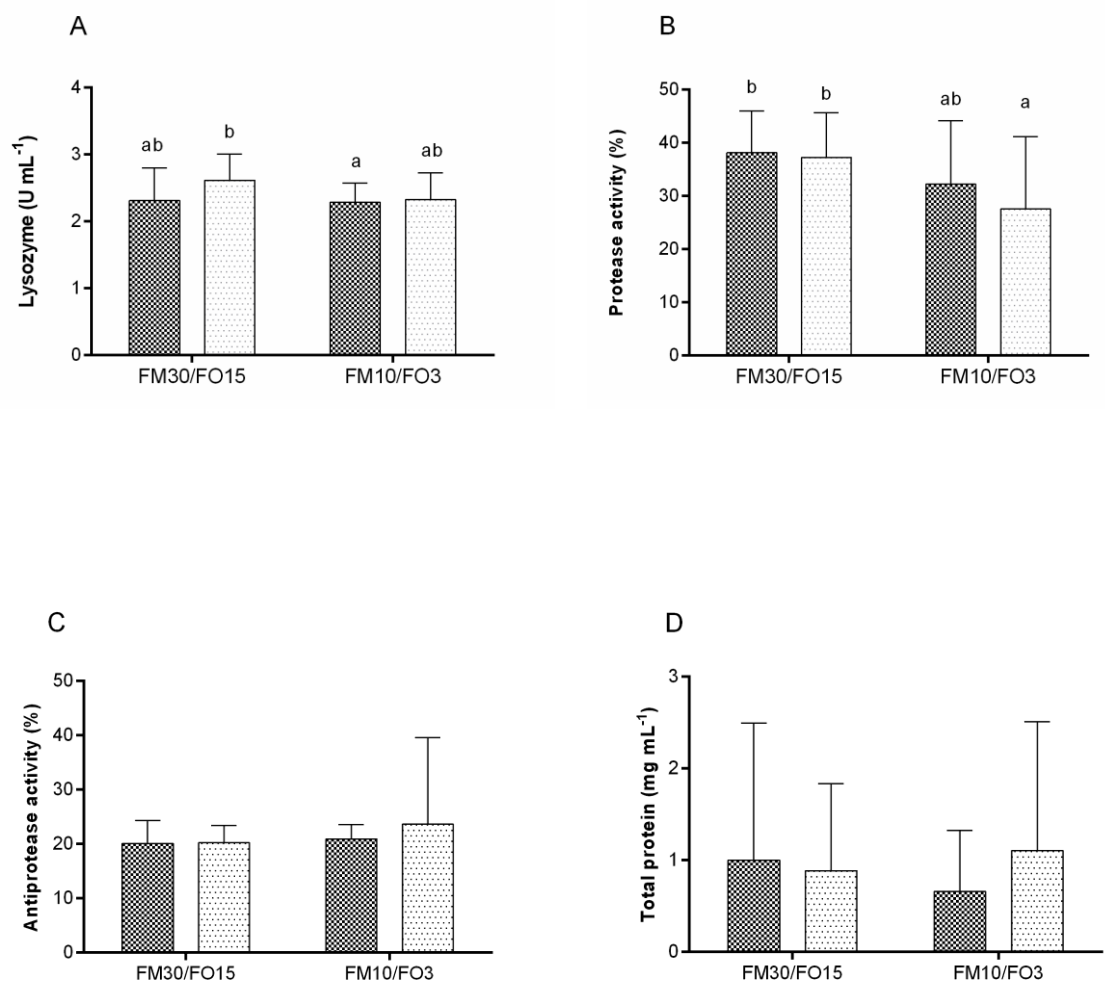 A
Lysozyme (U mL-1)
4
3
2
1
0
ab
b
a
ab
FM30/FO15
FM10/FO3
B
Protease activity (%)
50
40
30
20
10
0
b
b
ab
a
FM30/FO15
FM10/FO3
C
Antiprotease activity (%)
50
40
30
20
10
0
FM30/FO15
FM10/FO3
D
Total protein (mg mL-1)
3
2
1
0
FM30/FO15
FM10/FO3